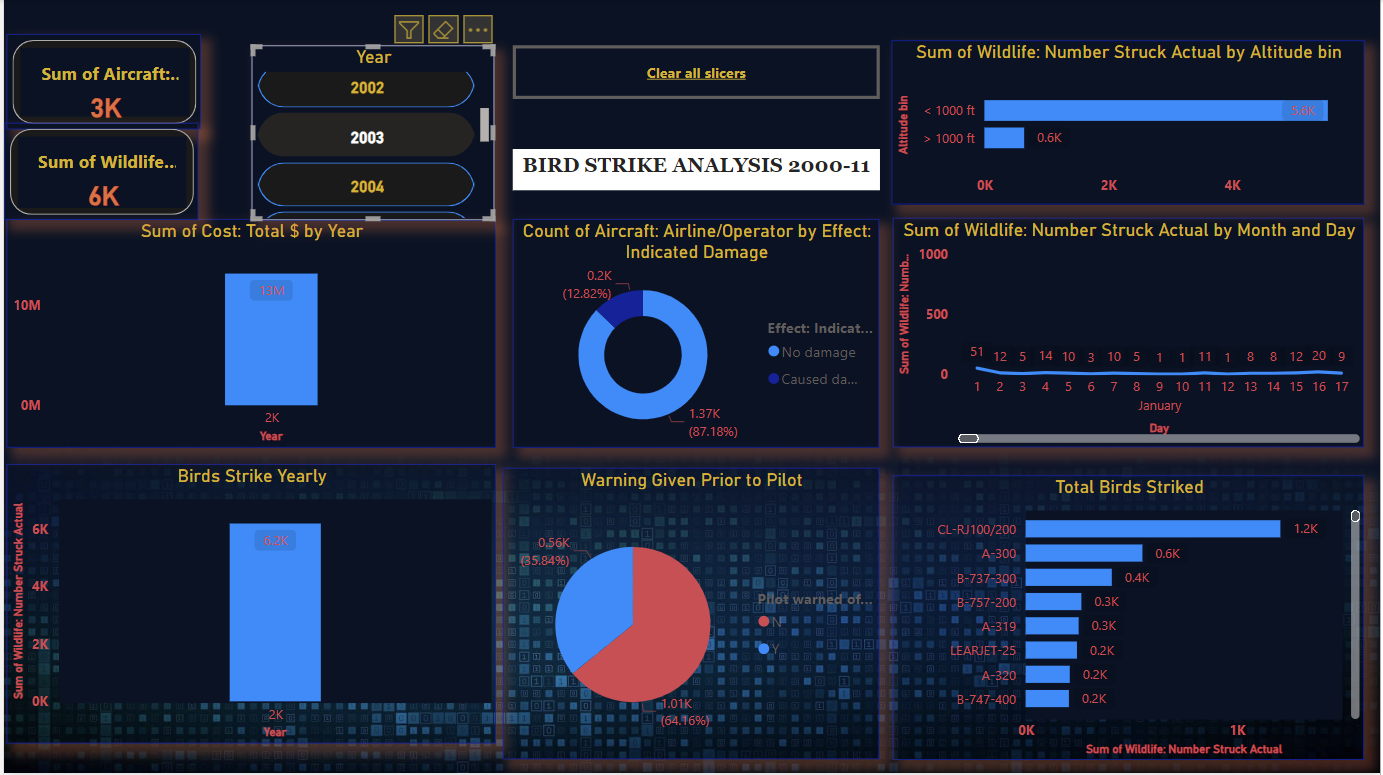 Sum of Aircraft:..
3K
Sum of Wildlife...
6K
Year
2002
2003
2004
Clear all slicers
BIRD STRIKE ANALYSIS 2000-11
Sum of Wildlife: Number Struck Actual by Altitude bin
Altitude bin
< 1000 ft
5.6K
> 1000 ft
0.6K
0K 2K 4K
Sum of Cost: Total $ by Year
10M
0M
13M
2K
Year
Count of Aircraft: Airline/Operator by Effect:
Indicated Damage
0.2K
(12.82%)
1.37K
(87.18%)
Effect: Indicat...
No damage
Caused da...
Sum of Wildlife: Number Struck Actual by Month and Day
Sum of Wildlife: Numb..
1000
500
0
51 12 5 14 10 3 10 5 1 1 11 1 8 8 12 20 9
1 2 3 4 5 6 7 8 9 10 11 12 13 14 15 16 17
January
Day
Birds Strike Yearly
Sum of Wildlife: Number Struck Actual
6K
4K
2K
0K
6.2K
2K
Year
Warning Given Prior to Pilot
0.56K
(35.84%)
1.01K
(64.16%)
Pilot warned of...
N
Y
Total Birds Striked
CL-RJ100/200 1.2K
A-300 0.6K
B-737-300 0.4K
B-757-200 0.3K
A-319 0.3K
LEARJET-25 0.2K
A-320 0.2K
B-747-400 0.2K
0K 1K
Sum of Wildlife: Number Struck Actual